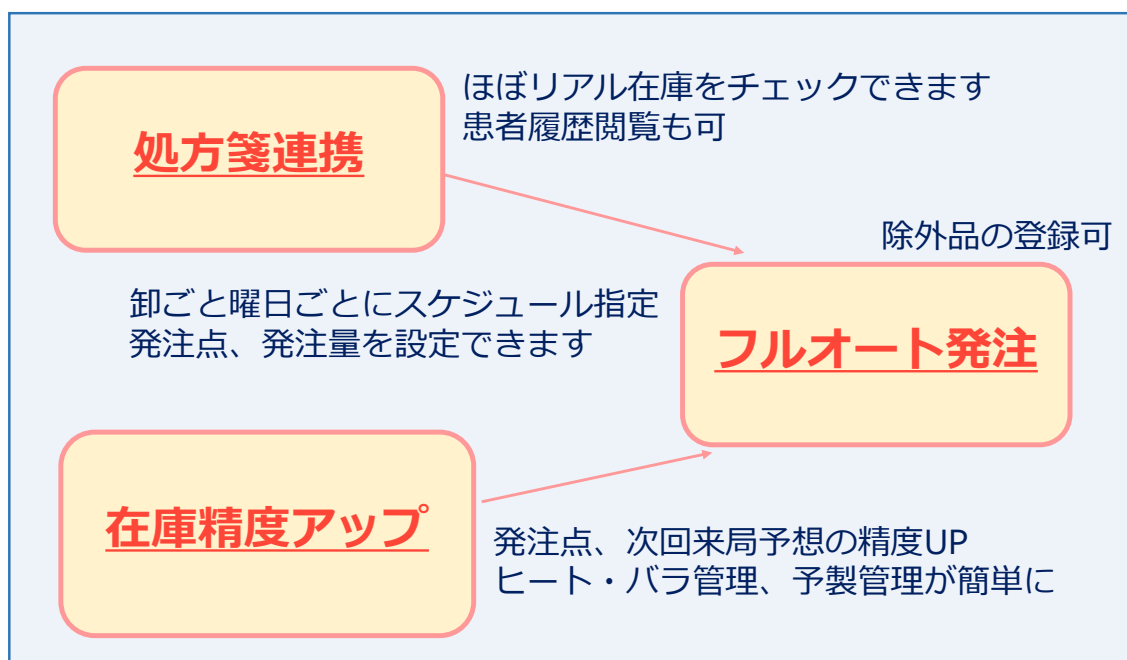 処方箋連携
ほぼリアル在庫をチェックできます
患者履歴閲覧も可
除外品の登録可
卸ごと曜日ごとにスケジュール指定
発注点、発注量を設定できます
フルオート発注
在庫精度アップ
発注点、次回来局予想の精度UP
ヒート・バラ管理、予製管理が簡単に